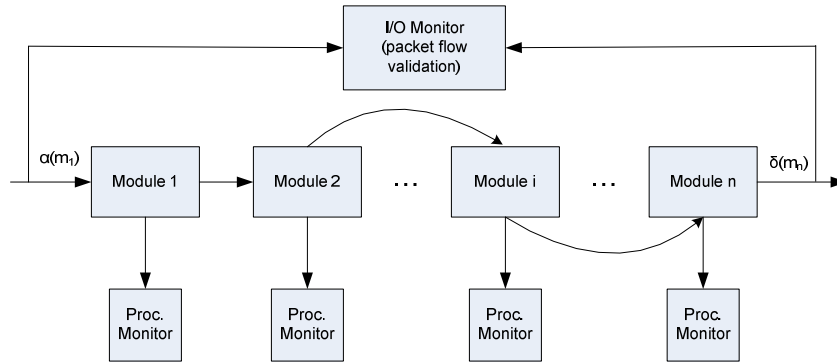 I/O Monitor
(packet flow
validation)
α(m₁)
Module 1
Module 2
...
Module i
...
Module n
δ(mₙ)
Proc.
Monitor
Proc.
Monitor
Proc.
Monitor
Proc.
Monitor